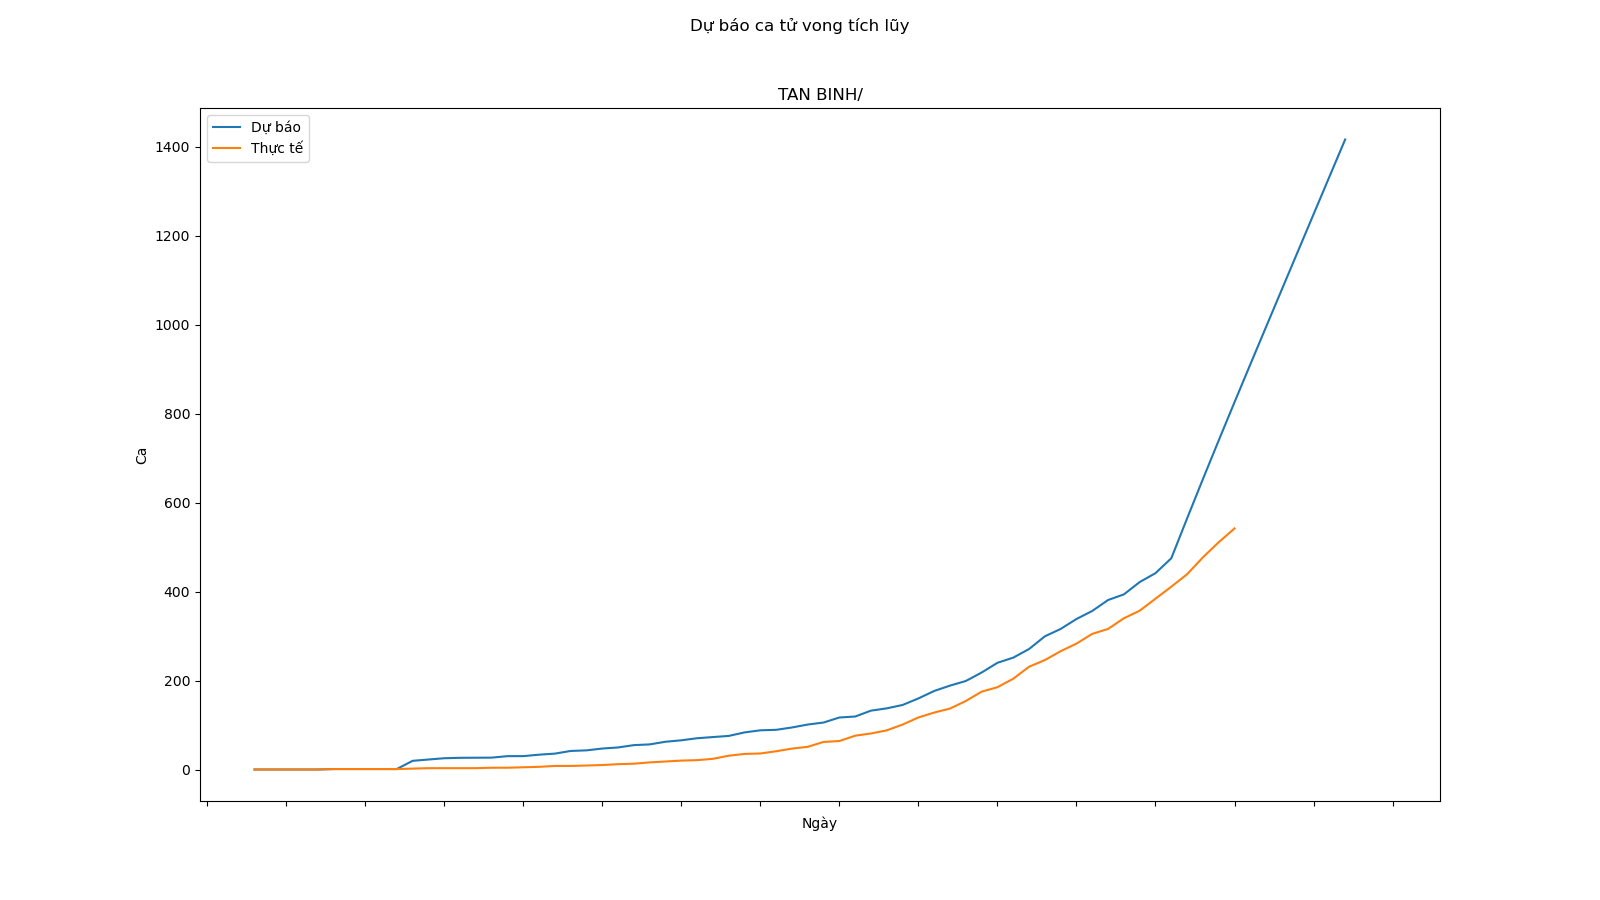 Dự báo ca tử vong tích lũy
TAN BINH/
Dự báo
Thực tế
1400
1200
1000
800
600
400
200
0
Ca
Ngày